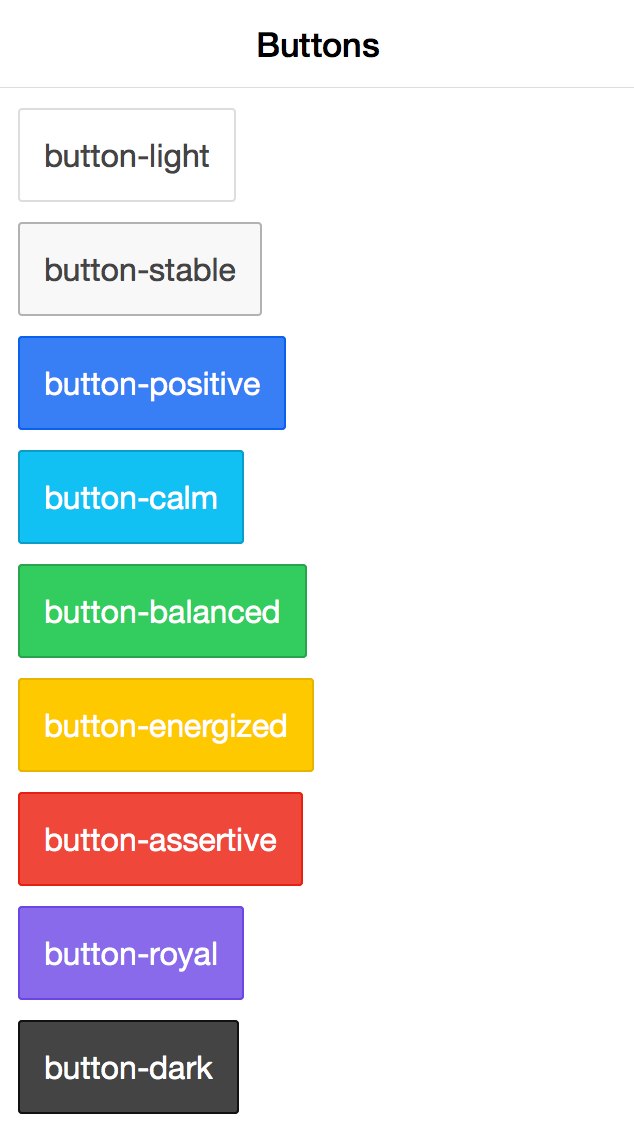 Buttons
button-light
button-stable
button-positive
button-calm
button-balanced
button-energized
button-assertive
button-royal
button-dark